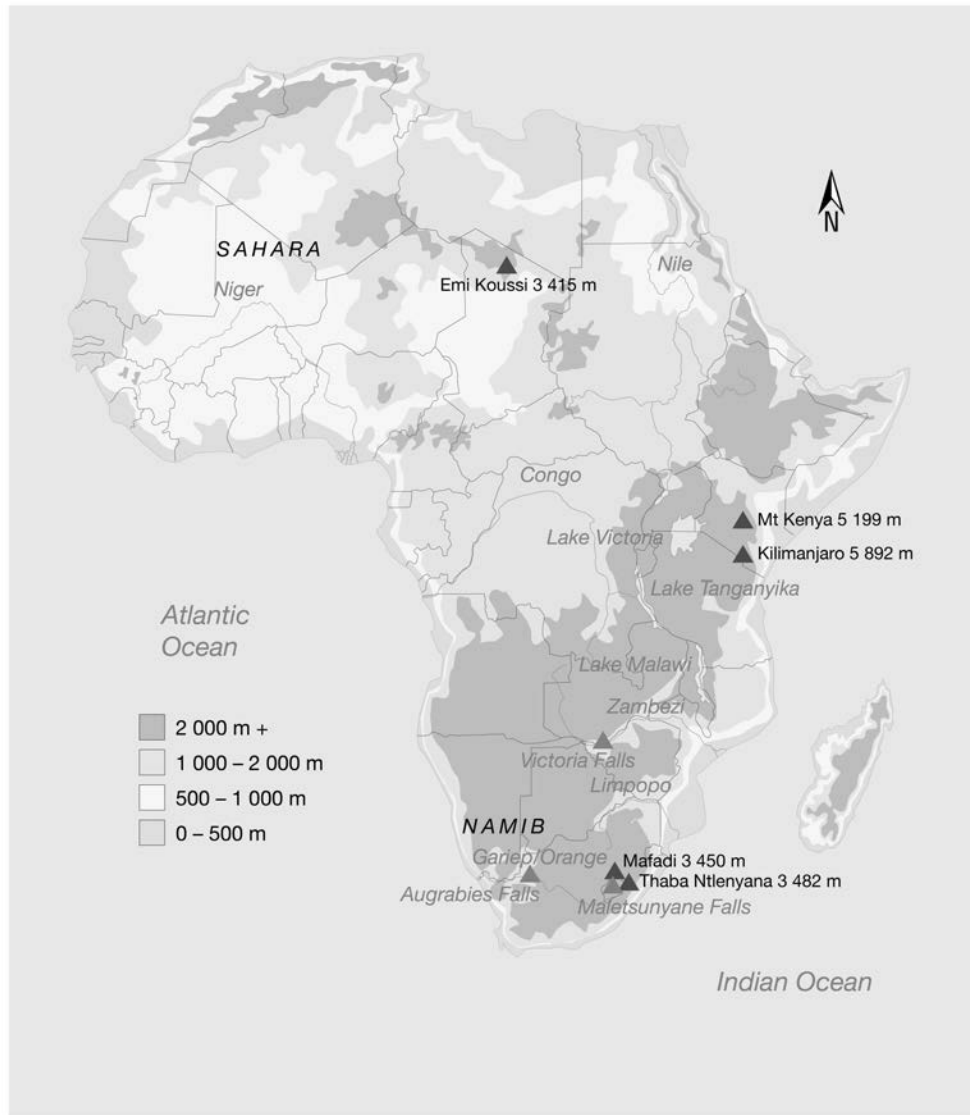 N
SAHARA
Nile
Emi Koussi 3 415 m
Niger
Congo
Mt Kenya 5 199 m
Lake Victoria
Kilimanjaro 5 892 m
Lake Tanganyika
Atlantic
Ocean
Lake Malawi
Zambezi
2 000 m +
1 000 – 2 000 m
500 – 1 000 m
0 – 500 m
Victoria Falls
Limpopo
NAMIB
Gariep/Orange
Mafadi 3 450 m
Thaba Ntlenyana 3 482 m
Augrabies Falls
Maletsunyane Falls
Indian Ocean